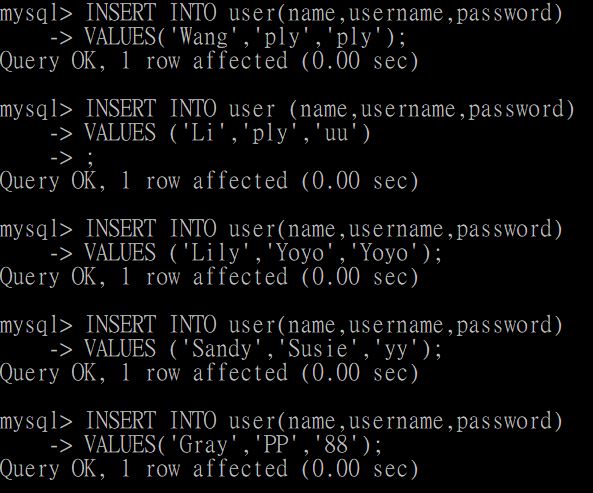 mysql> INSERT INTO user(name,username,password)
    -> VALUES('Wang','ply','ply');
Query OK, 1 row affected (0.00 sec)
mysql> INSERT INTO user (name,username,password)
    -> VALUES ('Li','ply','uu')
    -> ;
Query OK, 1 row affected (0.00 sec)
mysql> INSERT INTO user(name,username,password)
    -> VALUES ('Lily','Yoyo','Yoyo');
Query OK, 1 row affected (0.00 sec)
mysql> INSERT INTO user(name,username,password)
    -> VALUES ('Sandy','Susie','yy');
Query OK, 1 row affected (0.00 sec)
mysql> INSERT INTO user(name,username,password)
    -> VALUES('Gray','PP','88');
Query OK, 1 row affected (0.00 sec)